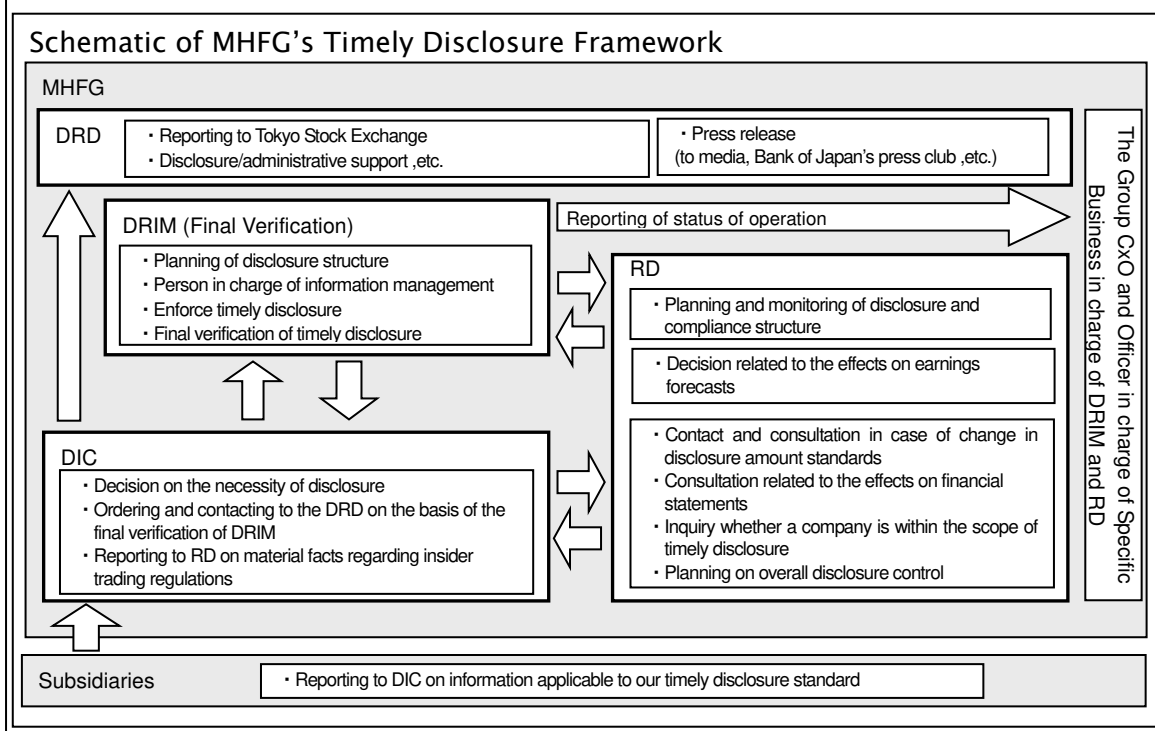 Schematic of MHFG's Timely Disclosure Framework
MHFG
DRD
・Reporting to Tokyo Stock Exchange
・Disclosure/administrative support ,etc.
・Press release
(to media, Bank of Japan's press club ,etc.)
DRIM (Final Verification)
・Planning of disclosure structure
・Person in charge of information management
・Enforce timely disclosure
・Final verification of timely disclosure
Reporting of status of operation
RD
・Planning and monitoring of disclosure and
compliance structure
・Decision related to the effects on earnings
forecasts
・Contact and consultation in case of change in
disclosure amount standards
・Consultation related to the effects on financial
statements
・Inquiry whether a company is within the scope of
timely disclosure
・Planning on overall disclosure control
DIC
・Decision on the necessity of disclosure
・Ordering and contacting to the DRD on the basis of the
final verification of DRIM
・Reporting to RD on material facts regarding insider
trading regulations
The Group CxO and Officer in charge of Specific
Business in charge of DRIM and RD
Subsidiaries
・Reporting to DIC on information applicable to our timely disclosure standard